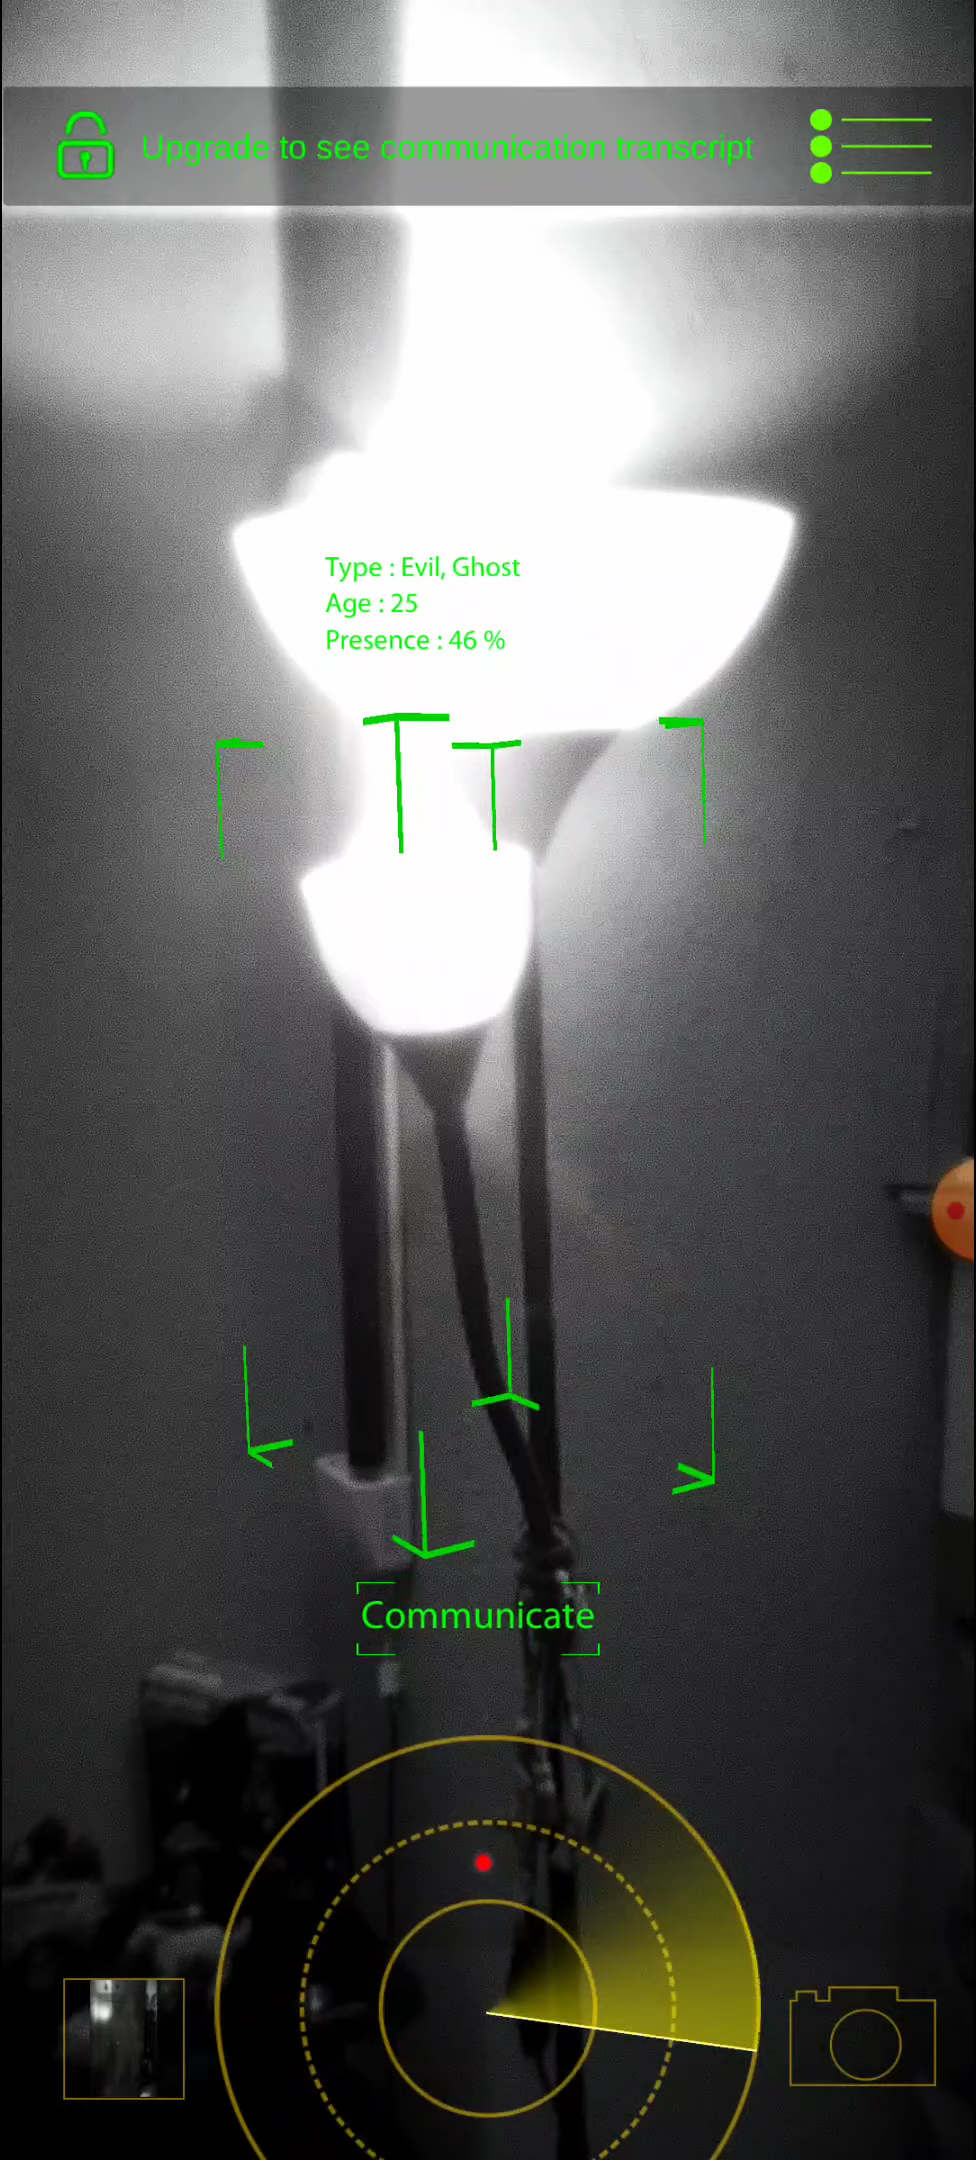 Upgrade to see communication transcript
Type : Evil, Ghost
Age : 25
Presence : 46 %
Communicate